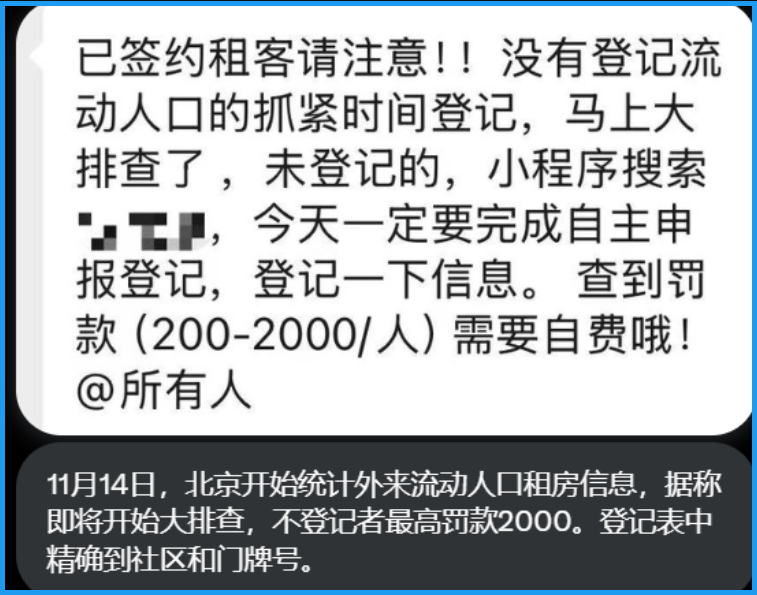 已签约租客请注意!！没有登记流
动人口的抓紧时间登记，马上大
排查了，未登记的，小程序搜索
，今天一定要完成自主申
报登记，登记一下信息。查到罚
款（200-2000/人）需要自费哦!
@所有人
11月14日，北京开始统计外来流动人口租房信息，据称
即将开始大排查，不登记者最高罚款2000。登记表中
精确到社区和门牌号。